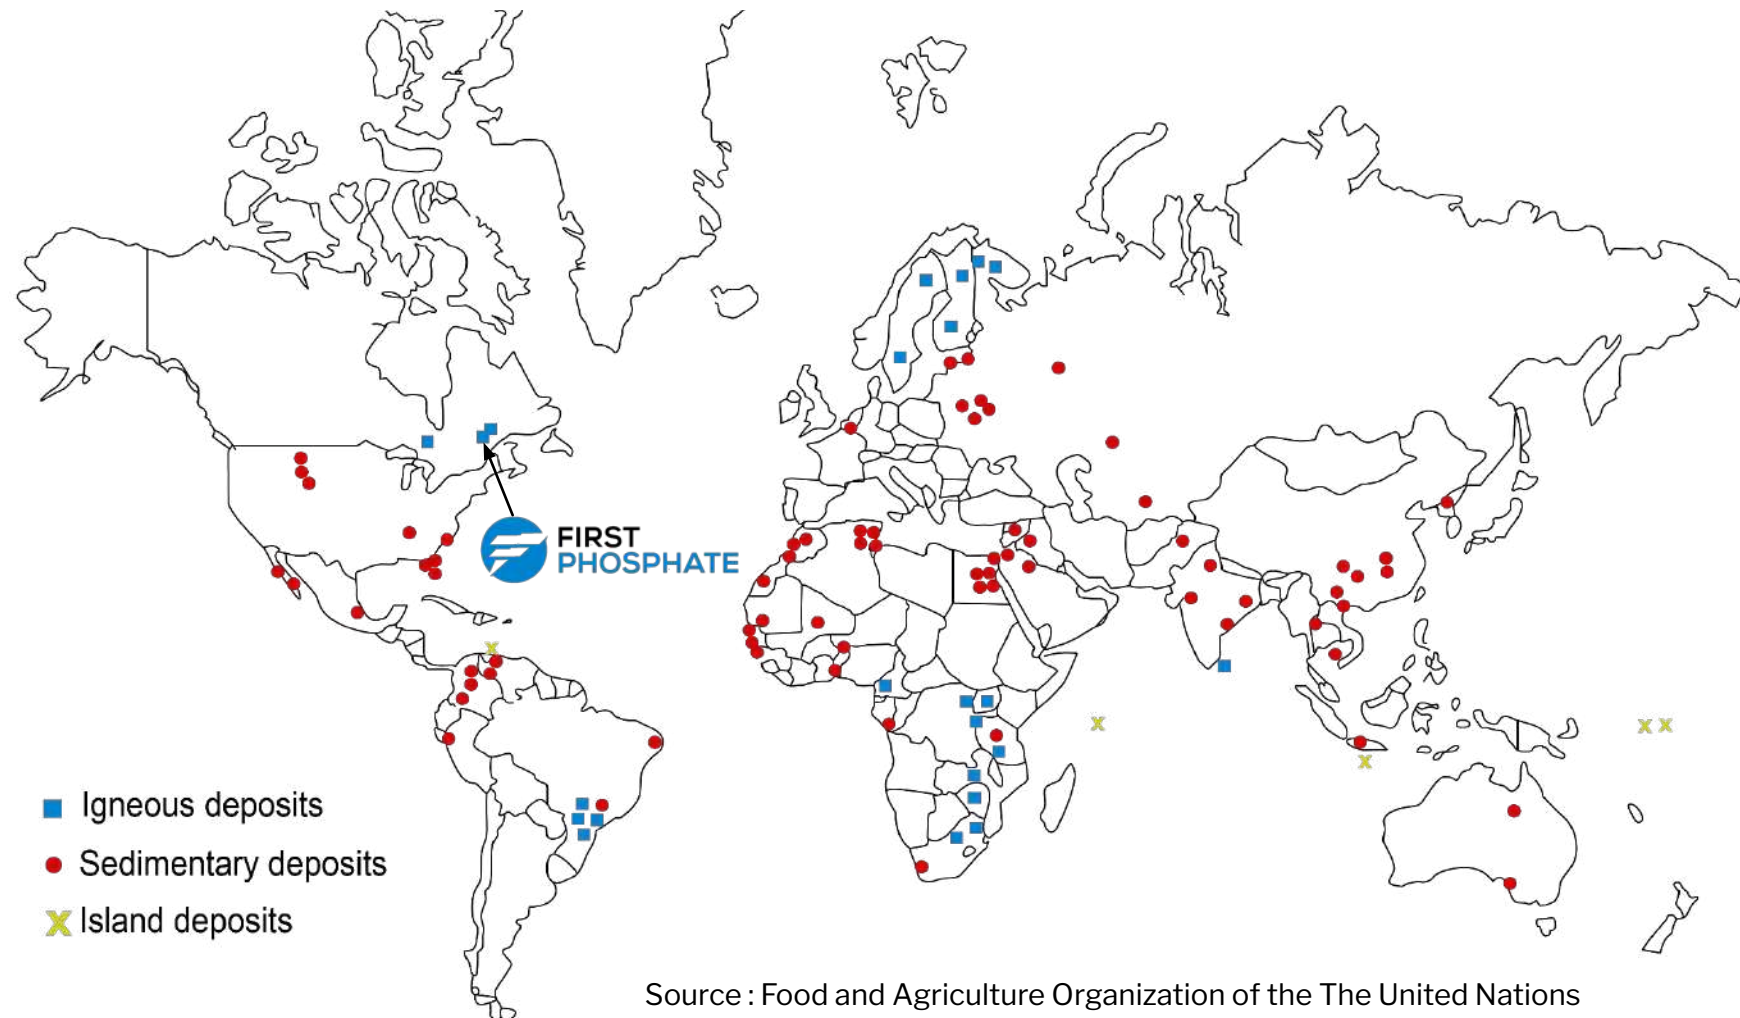 FIRST
PHOSPHATE
Igneous deposits
Sedimentary deposits
X Island deposits
Source : Food and Agriculture Organization of the The United Nations